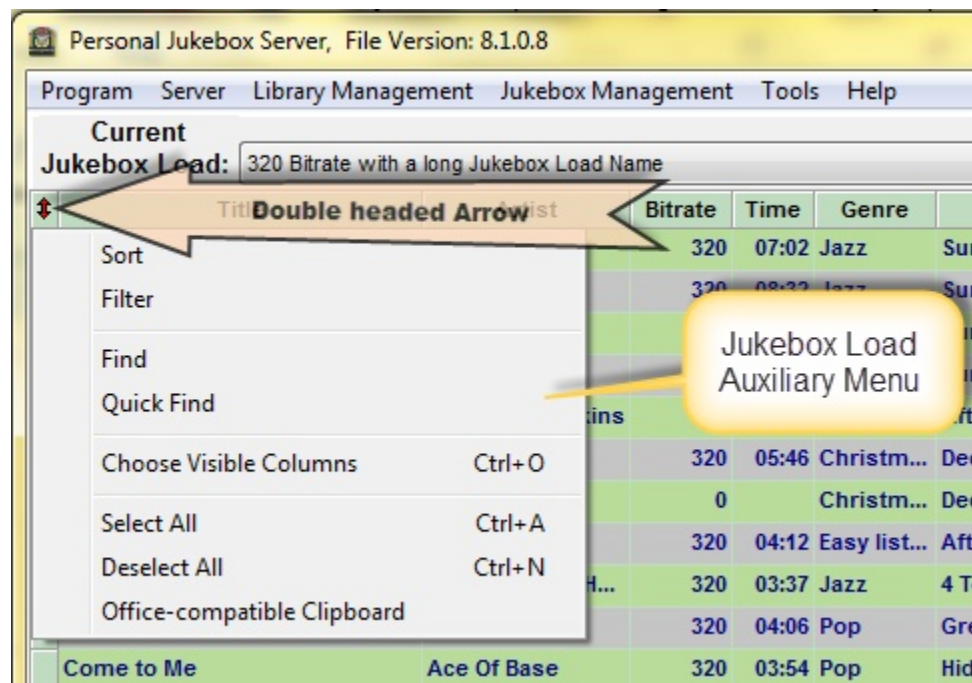 Personal Jukebox Server, File Version: 8.1.0.8
Program Server Library Management Jukebox Management Tools Help
Current
Jukebox Load: 320 Bitrate with a long Jukebox Load Name
Double headed Arrow Bitrate Time Genre
Sort 320 07:02 Jazz
Filter 320 08:32 Jazz
Find
Quick Find
Jukebox Load
Auxiliary Menu
Choose Visible Columns Ctrl+O 320 05:46 Christm...
0 Christm...
Select All Ctrl+A 320 04:12 Easy list...
Deselect All Ctrl+N 320 03:37 Jazz
Office-compatible Clipboard
320 04:06 Pop
Come to Me Ace Of Base 320 03:54 Pop